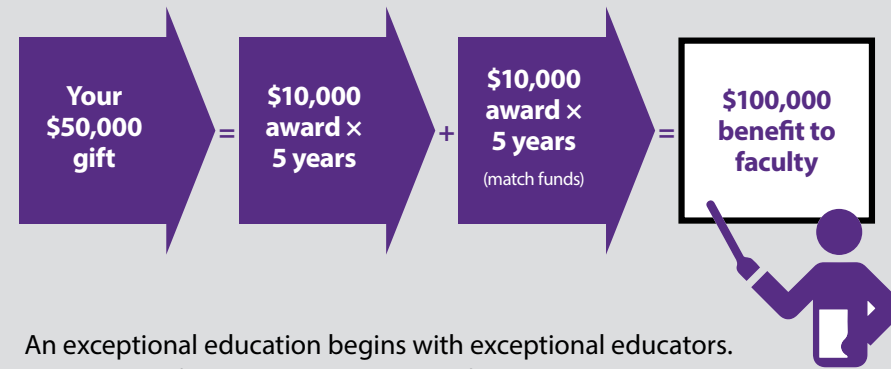 Your
$50,000
gift
=
$10,000
award ×
5 years
+
$10,000
award ×
5 years
(match funds)
=
$100,000
benefit to
faculty
An exceptional education begins with exceptional educators.